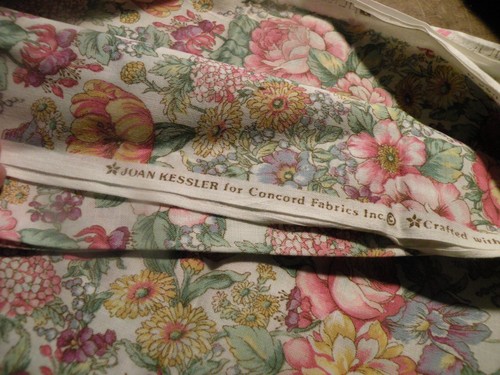 ★JOAN KESSLER for Concord Fabrics Inc.© ★Crafted with